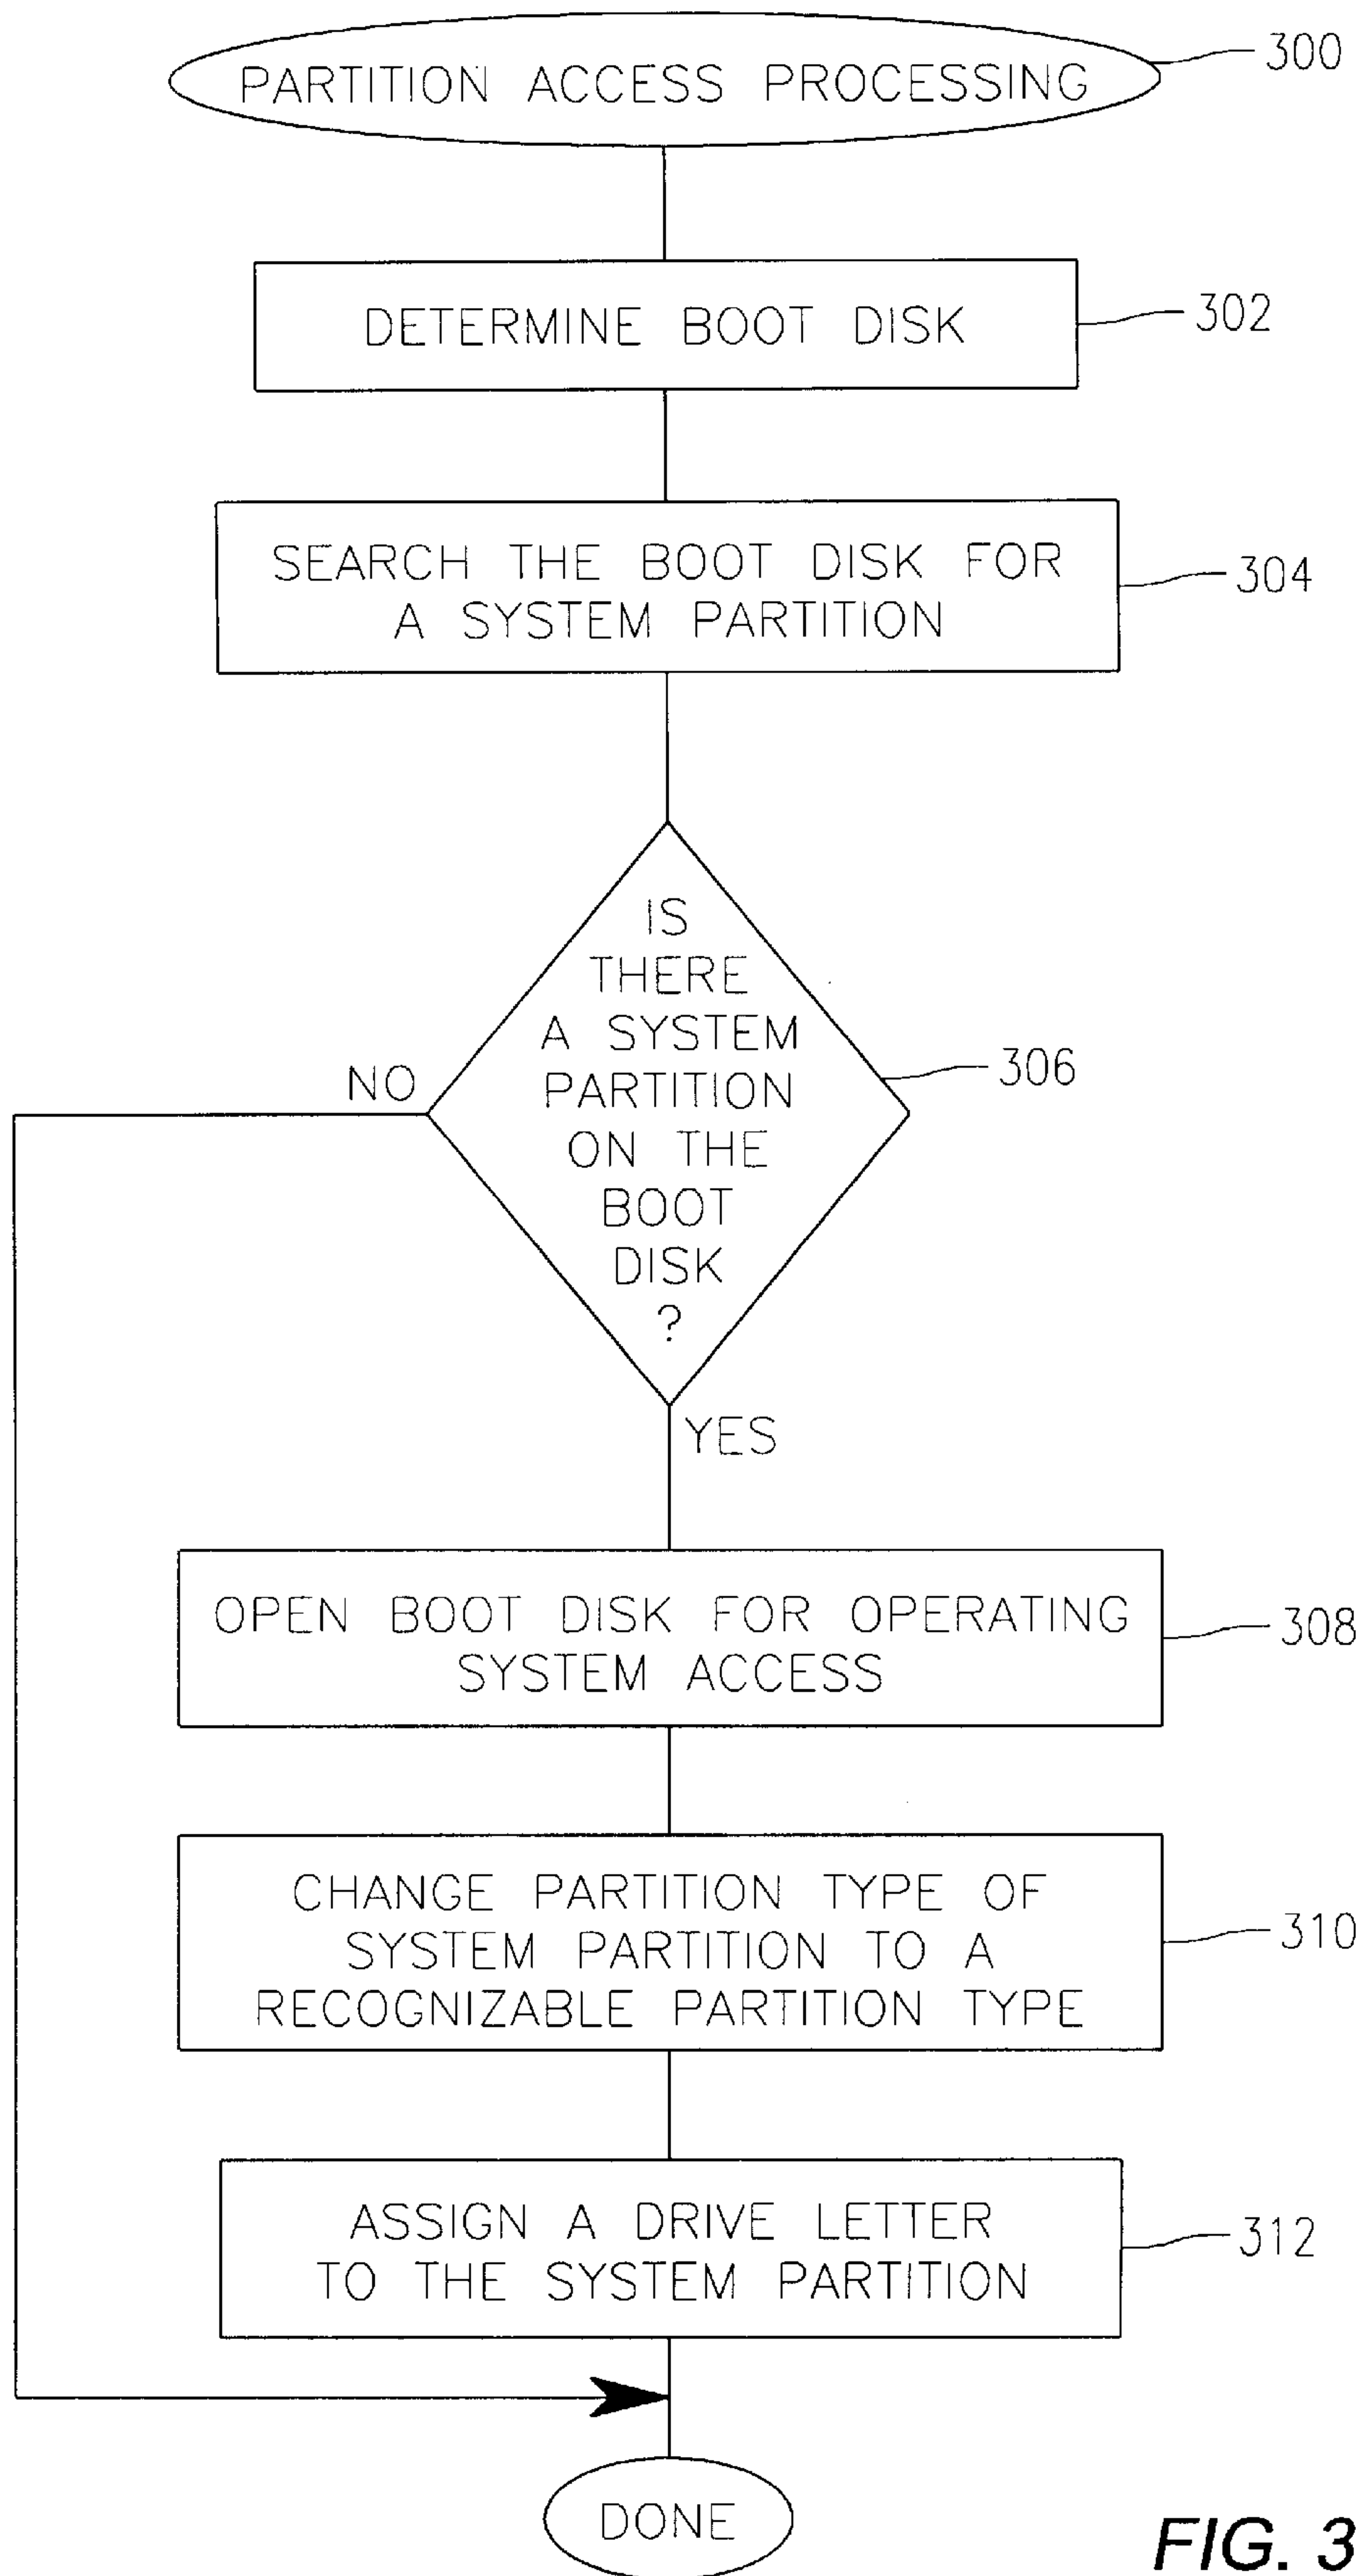 PARTITION ACCESS PROCESSING
300
DETERMINE BOOT DISK
302
SEARCH THE BOOT DISK FOR
A SYSTEM PARTITION
304
IS
THERE
A SYSTEM
PARTITION
ON THE
BOOT
DISK
?
306
NO
YES
OPEN BOOT DISK FOR OPERATING
SYSTEM ACCESS
308
CHANGE PARTITION TYPE OF
SYSTEM PARTITION TO A
RECOGNIZABLE PARTITION TYPE
310
ASSIGN A DRIVE LETTER
TO THE SYSTEM PARTITION
312
DONE
FIG. 3